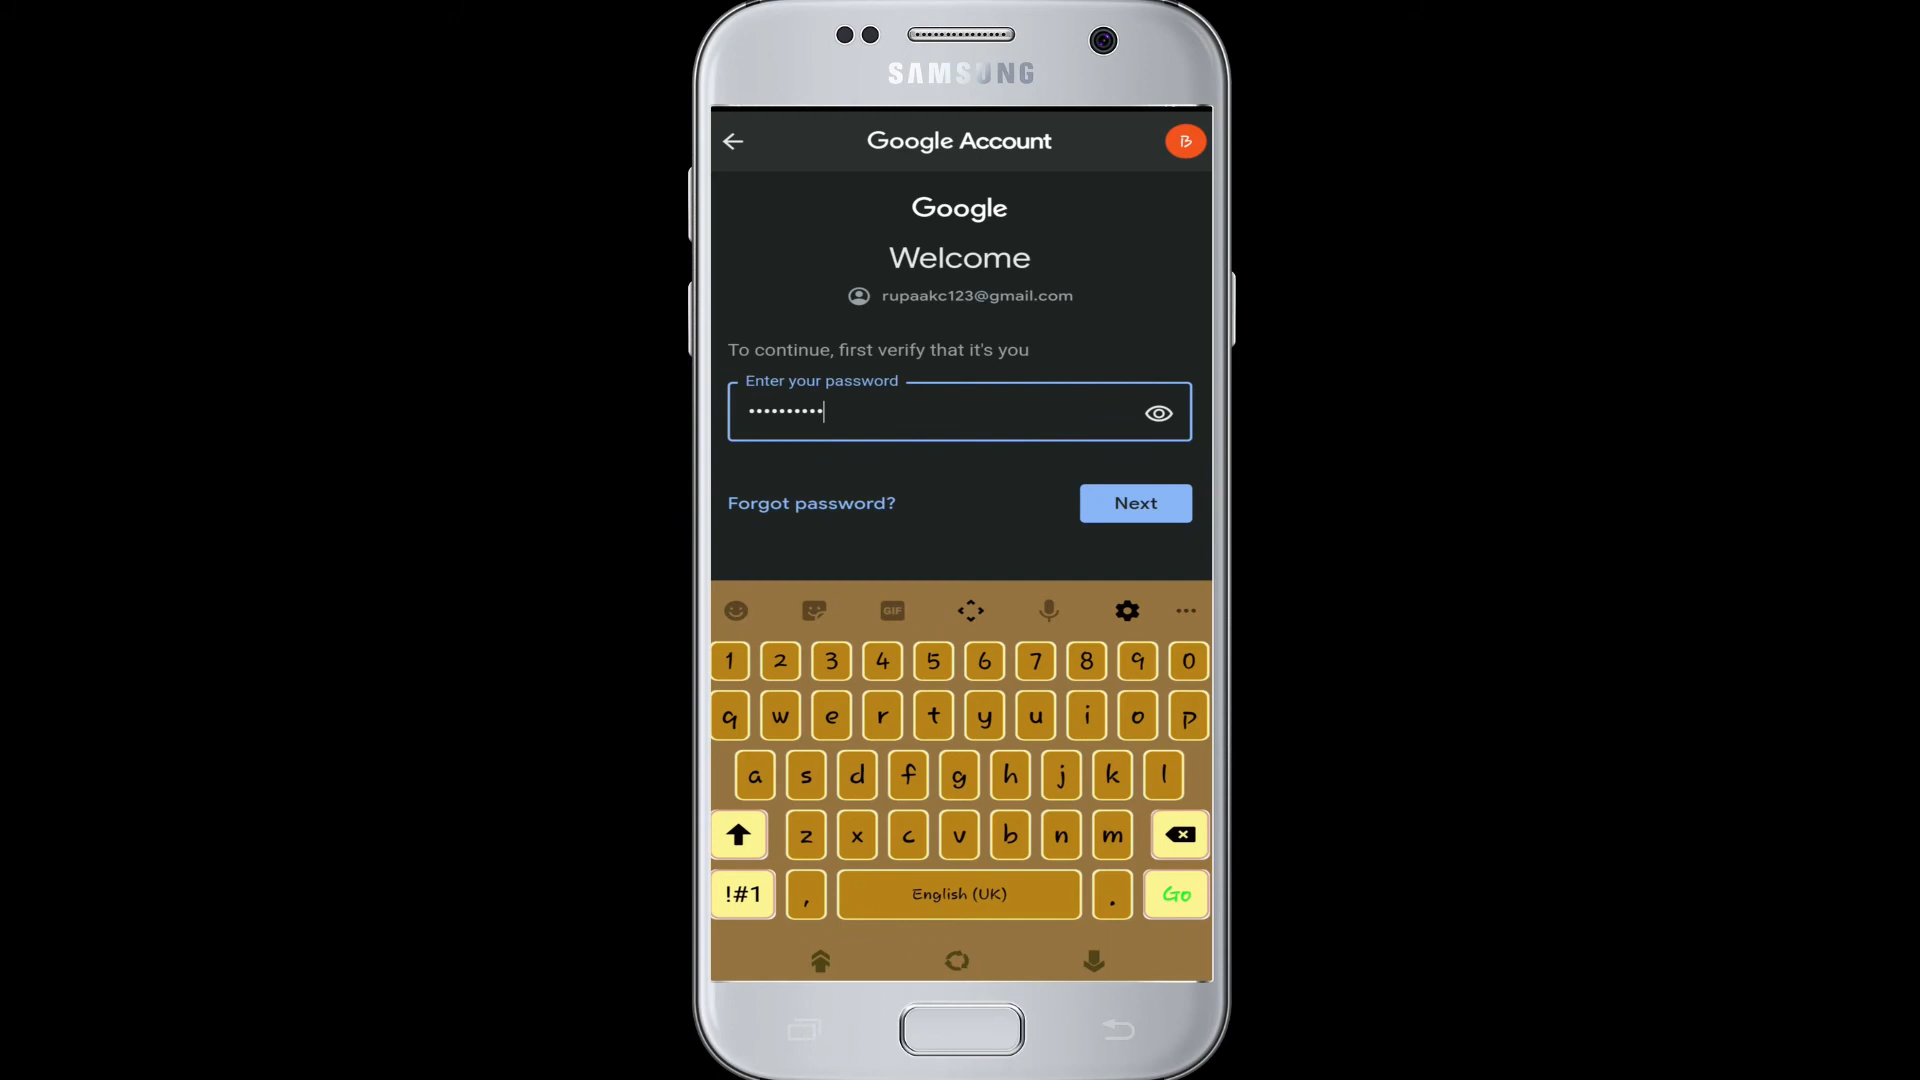 SAMSUNG
Google Account
B
Google
Welcome
rupaakc123@gmail.com
To continue, first verify that it's you
Enter your password
••••••••••
Forgot password?
Next
GIF
1 2 3 4 5 6 7 8 9 0
q w e r t y u i o p
a s d f g h j k l
z x c v b n m
!#1 , English (UK) . Go